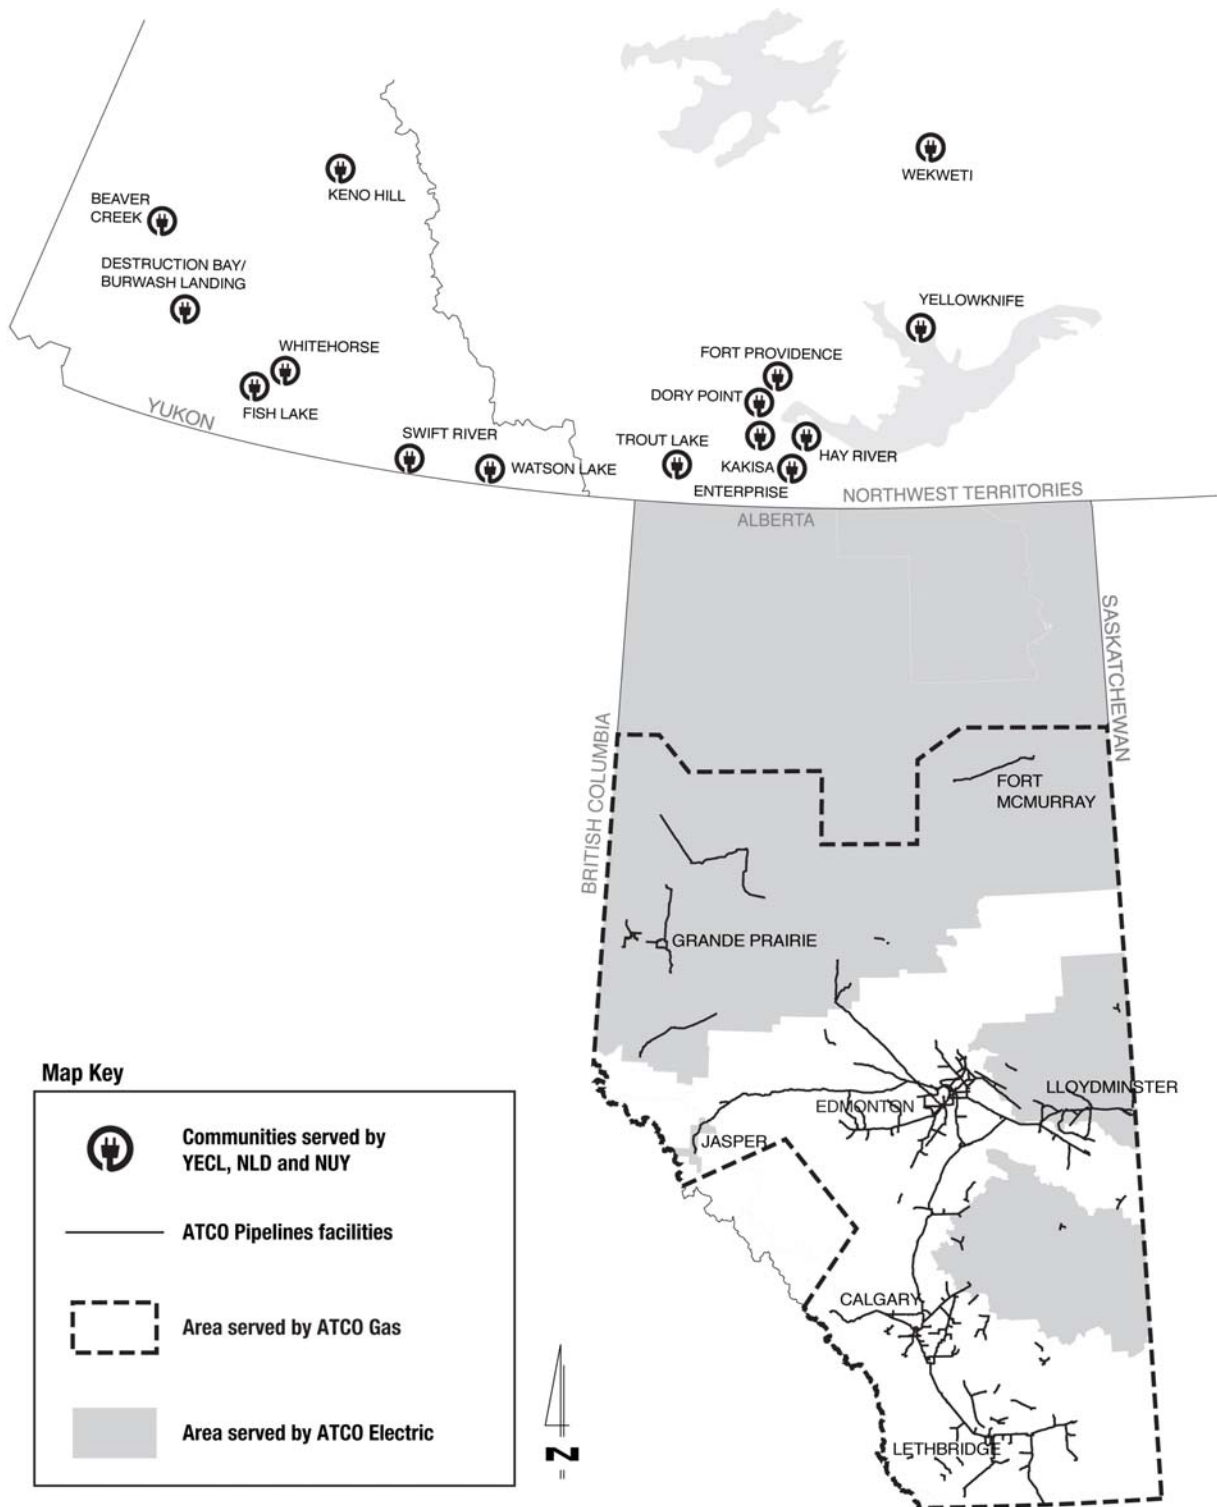 WEKWETI
KENO HILL
BEAVER
CREEK
DESTRUCTION BAY/
BURWASH LANDING
YELLOWKNIFE
WHITEHORSE
FORT PROVIDENCE
DORY POINT
FISH LAKE
YUKON
SWIFT RIVER
TROUT LAKE
HAY RIVER
WATSON LAKE
KAKISA
ENTERPRISE
NORTHWEST TERRITORIES
ALBERTA
SASKATCHEWAN
BRITISH COLUMBIA
FORT
MCMURRAY
GRANDE PRAIRIE
LLOYDMINSTER
EDMONTON
JASPER
CALGARY
LETHBRIDGE
Map Key
Communities served by
YECL, NLD and NUY
ATCO Pipelines facilities
Area served by ATCO Gas
Area served by ATCO Electric
N